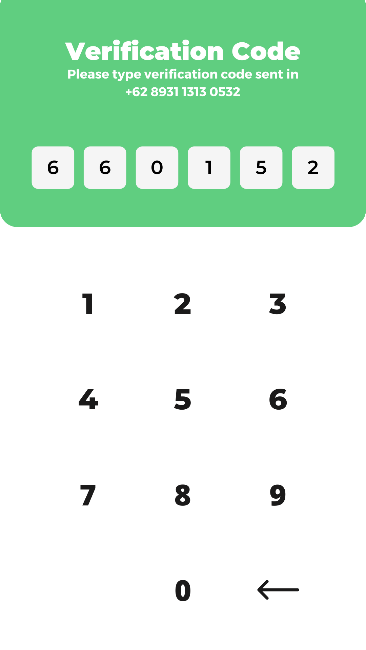 Verification Code
Please type verification code sent in
+62 8931 1313 0532
6 6 0 1 5 2
1 2 3
4 5 6
7 8 9
0